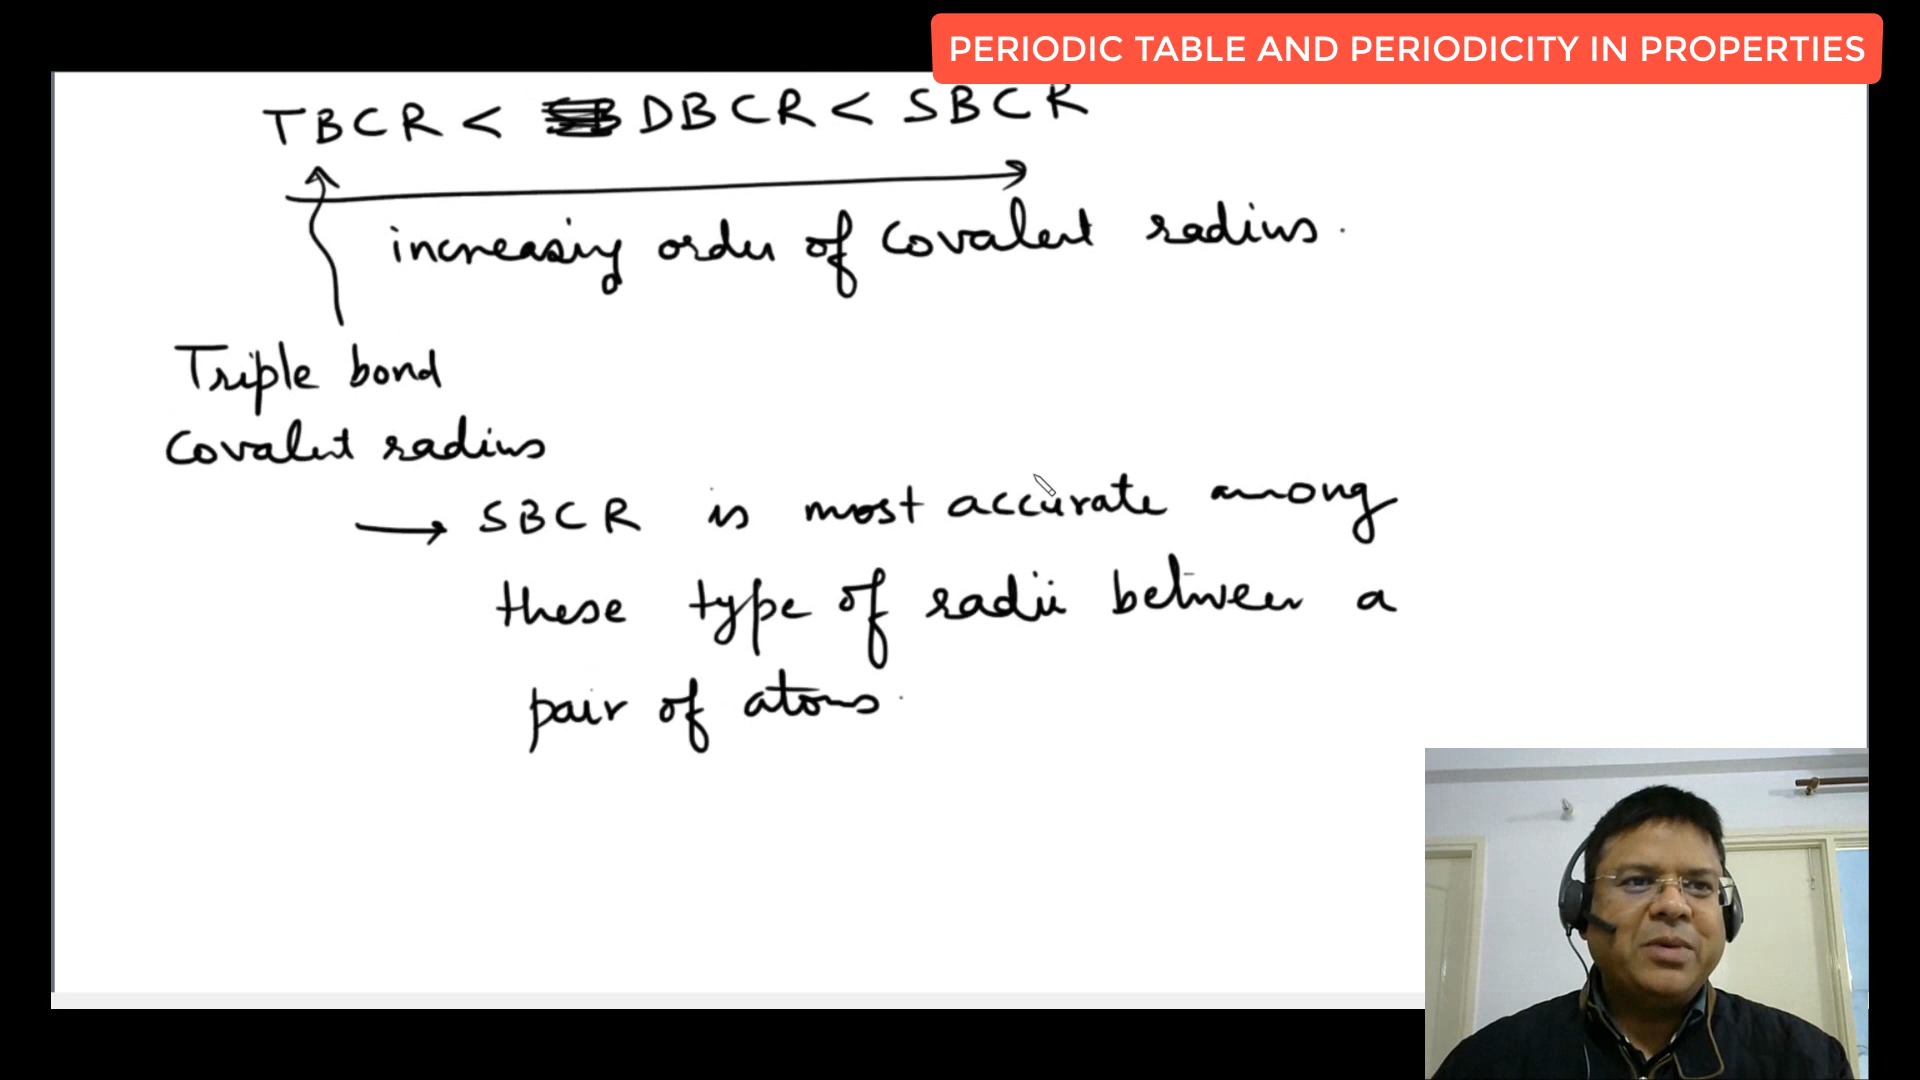 PERIODIC TABLE AND PERIODICITY IN PROPERTIES
TBCR < DBCR < SBCR
increasing order of covalent radius.
Triple bond
Covalent radius
→ SBCR is most accurate among
these type of radii between a
pair of atoms.